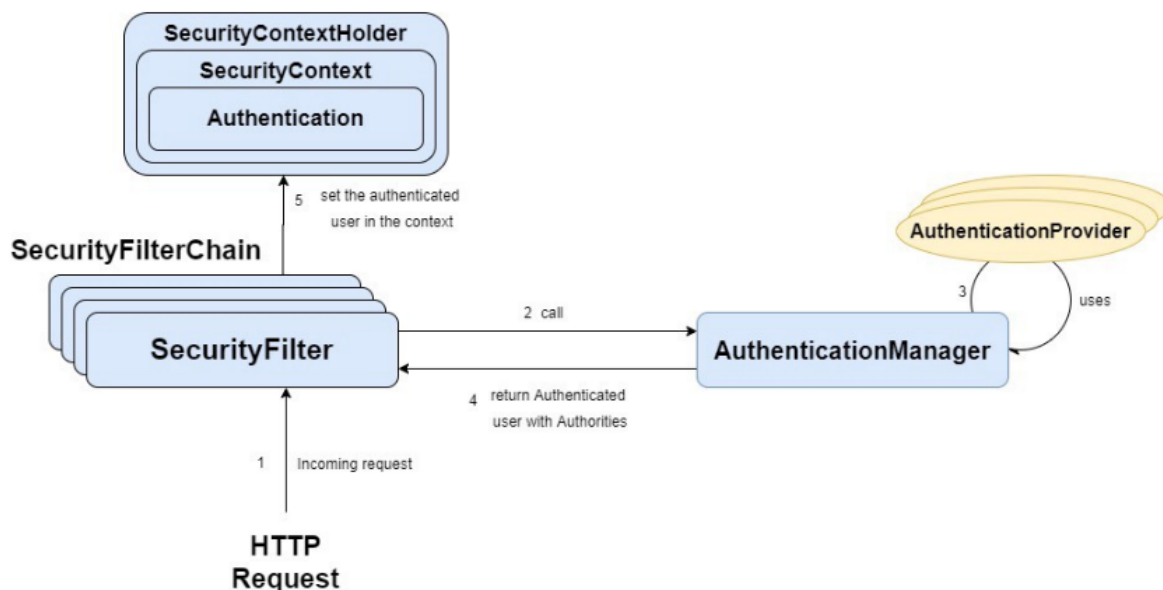 SecurityContextHolder
SecurityContext
Authentication
5 set the authenticated
user in the context
SecurityFilterChain
AuthenticationProvider
3
uses
2 call
SecurityFilter
AuthenticationManager
4 return Authenticated
user with Authorities
1 Incoming request
HTTP
Request